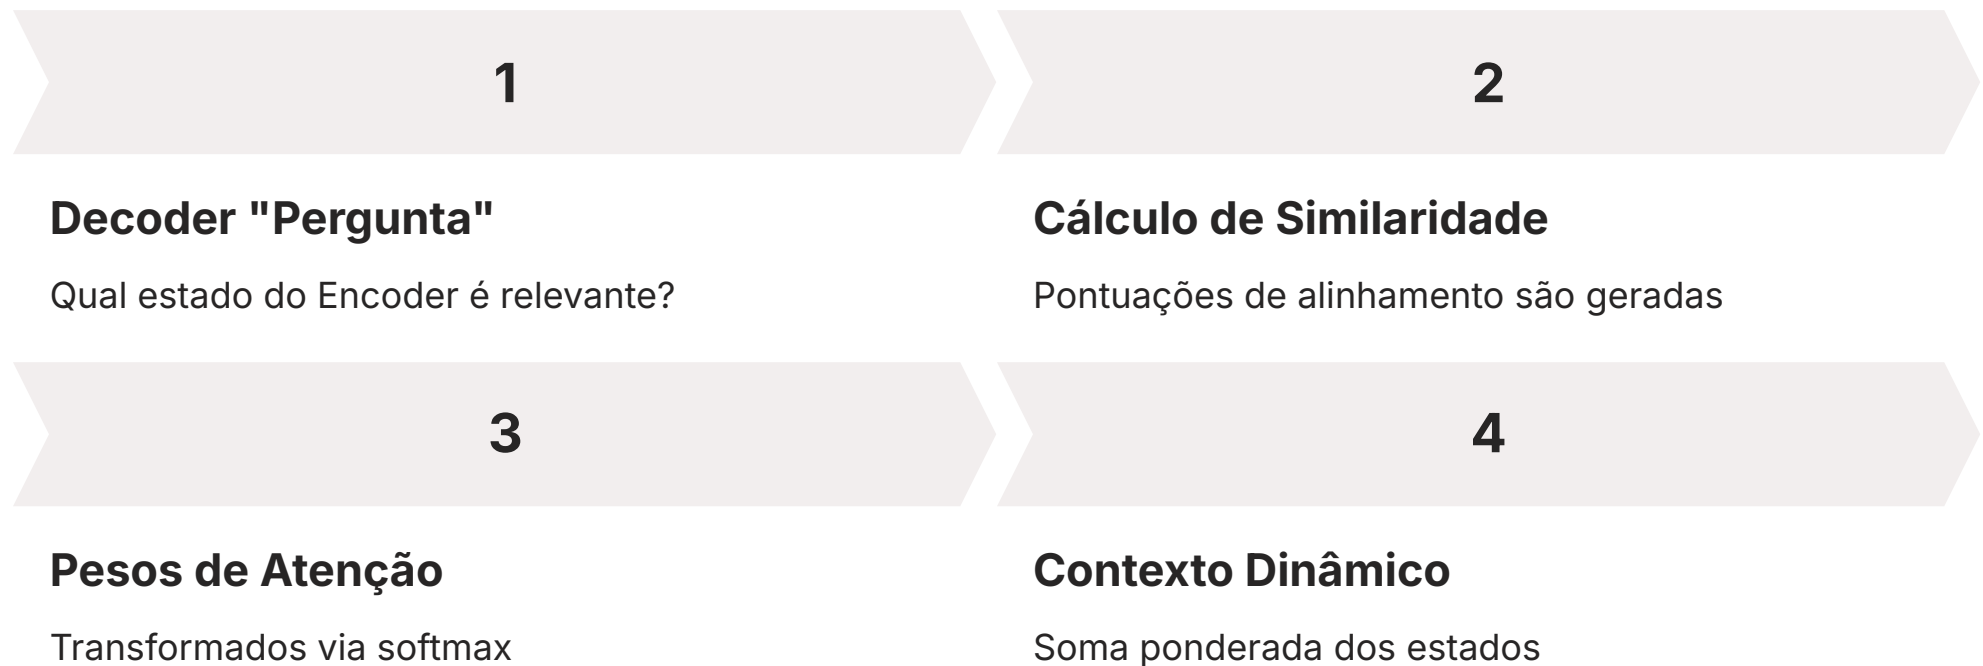 1
2
Decoder "Pergunta"
Qual estado do Encoder é relevante?
Cálculo de Similaridade
Pontuações de alinhamento são geradas
3
4
Pesos de Atenção
Transformados via softmax
Contexto Dinâmico
Soma ponderada dos estados